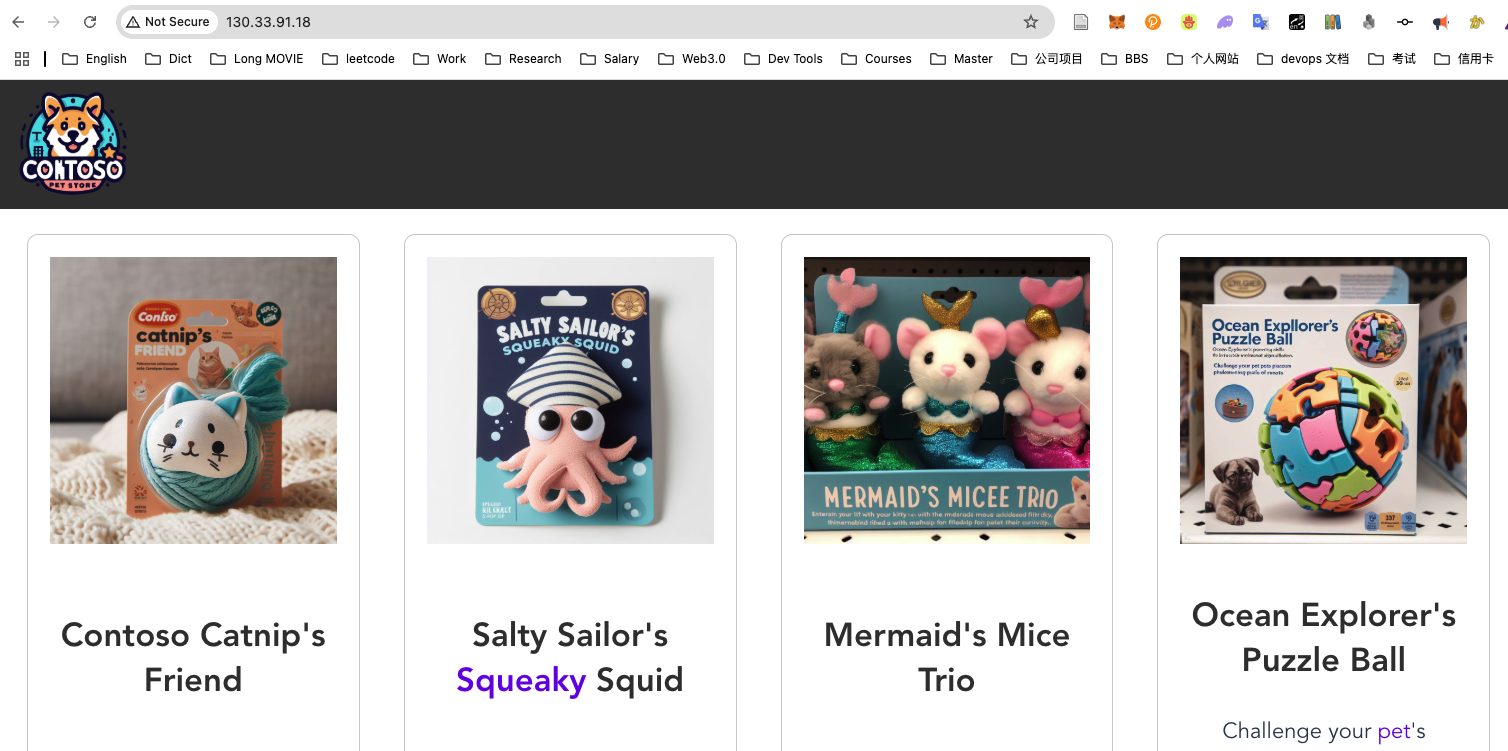 Not Secure 130.33.91.18
English Dict Long MOVIE leetcode Work Research Salary Web3.0 Dev Tools Courses Master 公司项目 BBS 个人网站 devops 文档 考试 信用卡
CONTOSO
PET STORE
catnip's
FRIEND
SALTY SAILOR'S
SQUEAKY SQUID
MERMAID'S MICEE TRIO
Ocean Expllorer's
Puzzle Ball
Contoso Catnip's
Friend
Salty Sailor's
Squeaky Squid
Mermaid's Mice
Trio
Ocean Explorer's
Puzzle Ball
Challenge your pet's